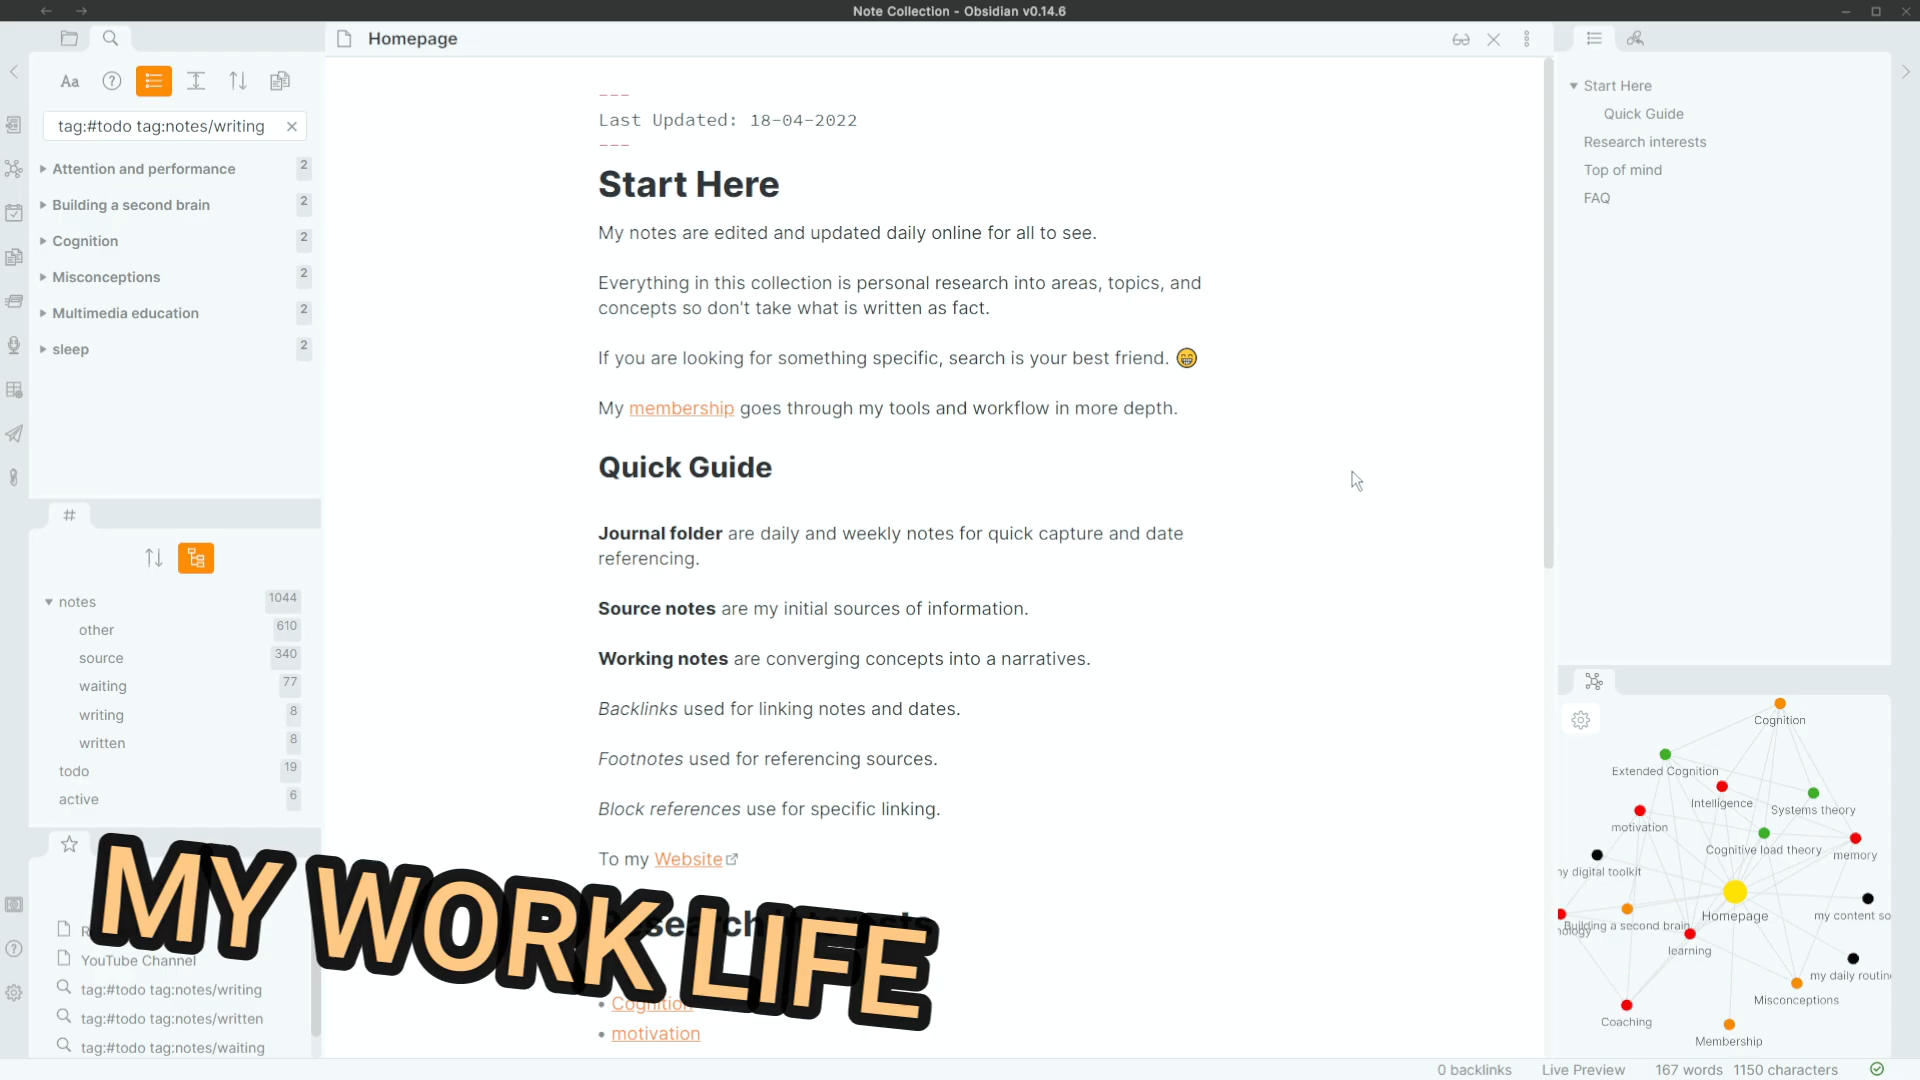 Note Collection - Obsidian v0.14.6
Homepage
Aa
tag:#todo tag:notes/writing
Attention and performance 2
Building a second brain 2
Cognition 2
Misconceptions 2
Multimedia education 2
sleep 2
#
notes 1044
other 610
source 340
waiting 77
writing 8
written 8
todo 19
active 6
YouTube Channel
tag:#todo tag:notes/writing
tag:#todo tag:notes/written
tag:#todo tag:notes/waiting
---
Last Updated: 18-04-2022
---
Start Here
My notes are edited and updated daily online for all to see.
Everything in this collection is personal research into areas, topics, and
concepts so don't take what is written as fact.
If you are looking for something specific, search is your best friend. 😁
My membership goes through my tools and workflow in more depth.
Quick Guide
Journal folder are daily and weekly notes for quick capture and date
referencing.
Source notes are my initial sources of information.
Working notes are converging concepts into a narratives.
Backlinks used for linking notes and dates.
Footnotes used for referencing sources.
Block references use for specific linking.
To my Website
Research interests
• Cognition
• motivation
MY WORK LIFE
Start Here
Quick Guide
Research interests
Top of mind
FAQ
Cognition
Extended Cognition
Intelligence
Systems theory
motivation
Cognitive load theory
memory
my digital toolkit
Homepage
my content so
Building a second brain
nology
learning
my daily routin
Misconceptions
Coaching
Membership
0 backlinks Live Preview 167 words 1150 characters